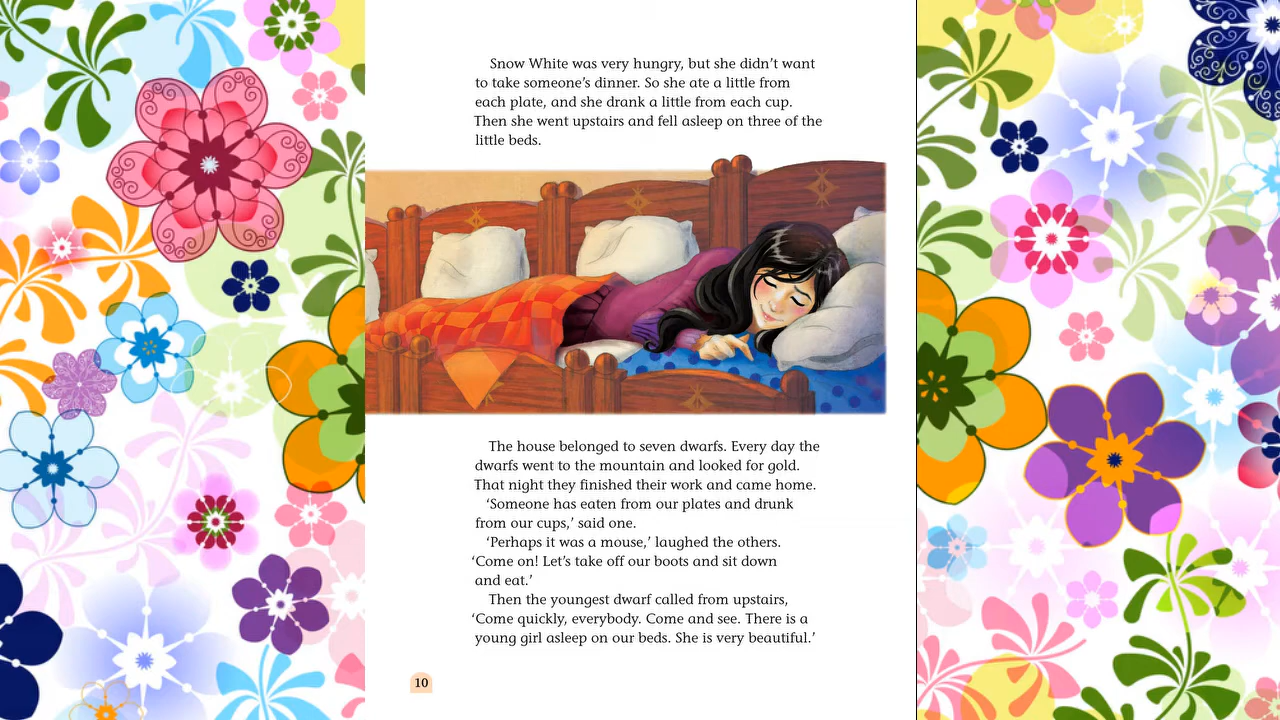 Snow White was very hungry, but she didn’t want
to take someone’s dinner. So she ate a little from
each plate, and she drank a little from each cup.
Then she went upstairs and fell asleep on three of the
little beds.
The house belonged to seven dwarfs. Every day the
dwarfs went to the mountain and looked for gold.
That night they finished their work and came home.
‘Someone has eaten from our plates and drunk
from our cups,’ said one.
‘Perhaps it was a mouse,’ laughed the others.
‘Come on! Let’s take off our boots and sit down
and eat.’
Then the youngest dwarf called from upstairs,
‘Come quickly, everybody. Come and see. There is a
young girl asleep on our beds. She is very beautiful.’
10